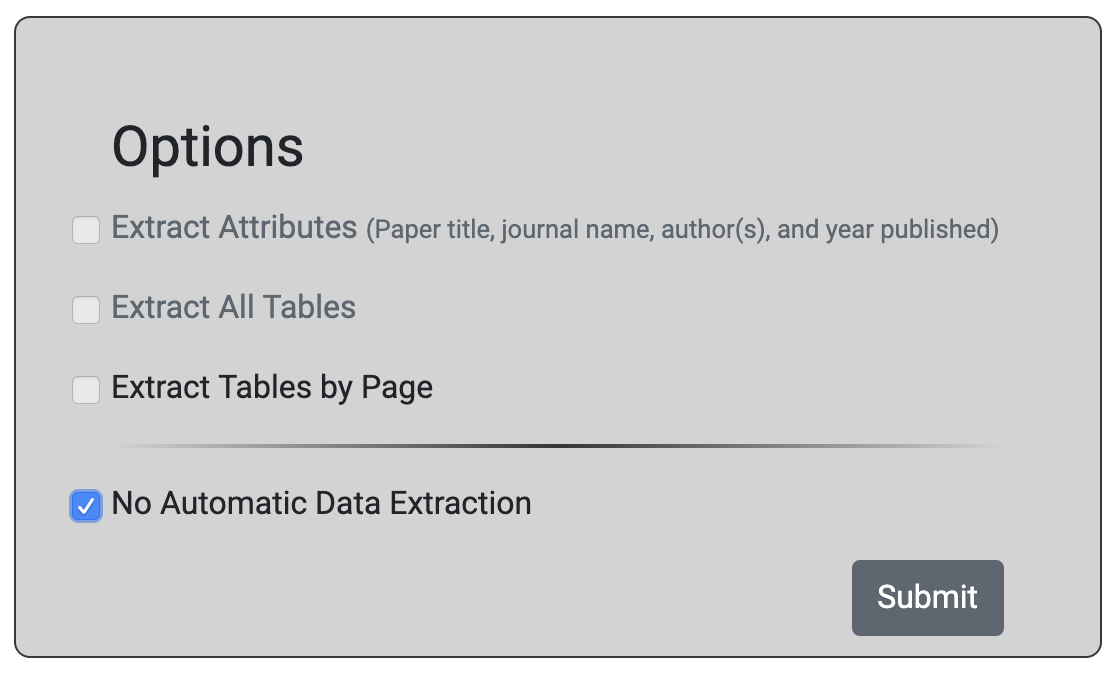 Options
Extract Attributes (Paper title, journal name, author(s), and year published)
Extract All Tables
Extract Tables by Page
No Automatic Data Extraction
Submit